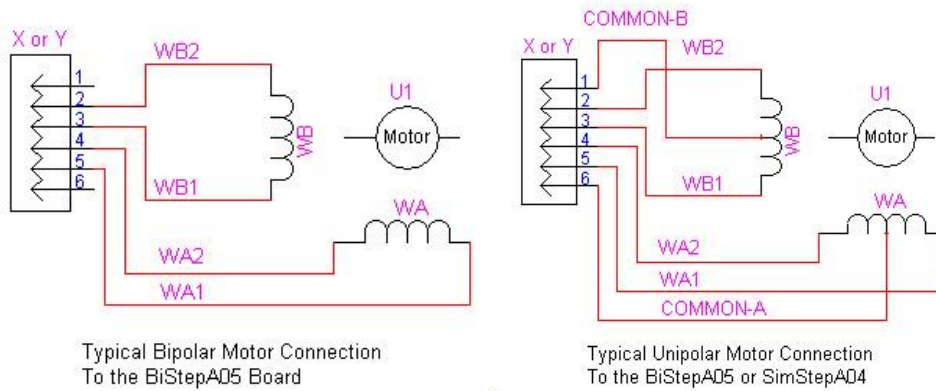 X or Y
1
2
3
4
5
6
WB2
WB1
WB
U1
Motor
WA
WA2
WA1
Typical Bipolar Motor Connection
To the BiStepA05 Board
COMMON-B
X or Y
1
2
3
4
5
6
WB2
WB1
WB
U1
Motor
WA
WA2
WA1
COMMON-A
Typical Unipolar Motor Connection
To the BiStepA05 or SimStepA04